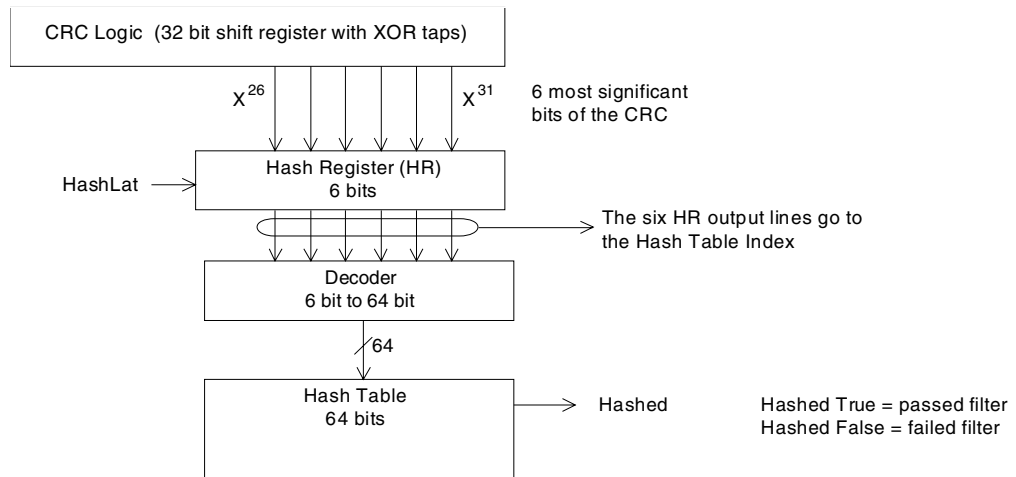 CRC Logic (32 bit shift register with XOR taps)
X26
X31
6 most significant
bits of the CRC
Hash Register (HR)
6 bits
HashLat
The six HR output lines go to
the Hash Table Index
Decoder
6 bit to 64 bit
64
Hash Table
64 bits
Hashed
Hashed True = passed filter
Hashed False = failed filter